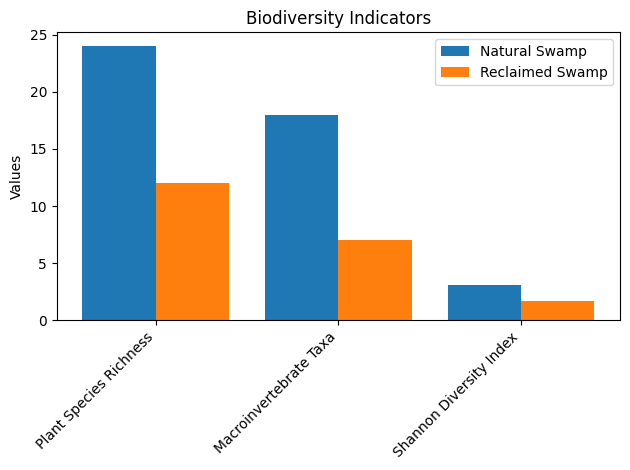 Biodiversity Indicators
Natural Swamp
Reclaimed Swamp
Values
25
20
15
10
5
0
Plant Species Richness
Macroinvertebrate Taxa
Shannon Diversity Index